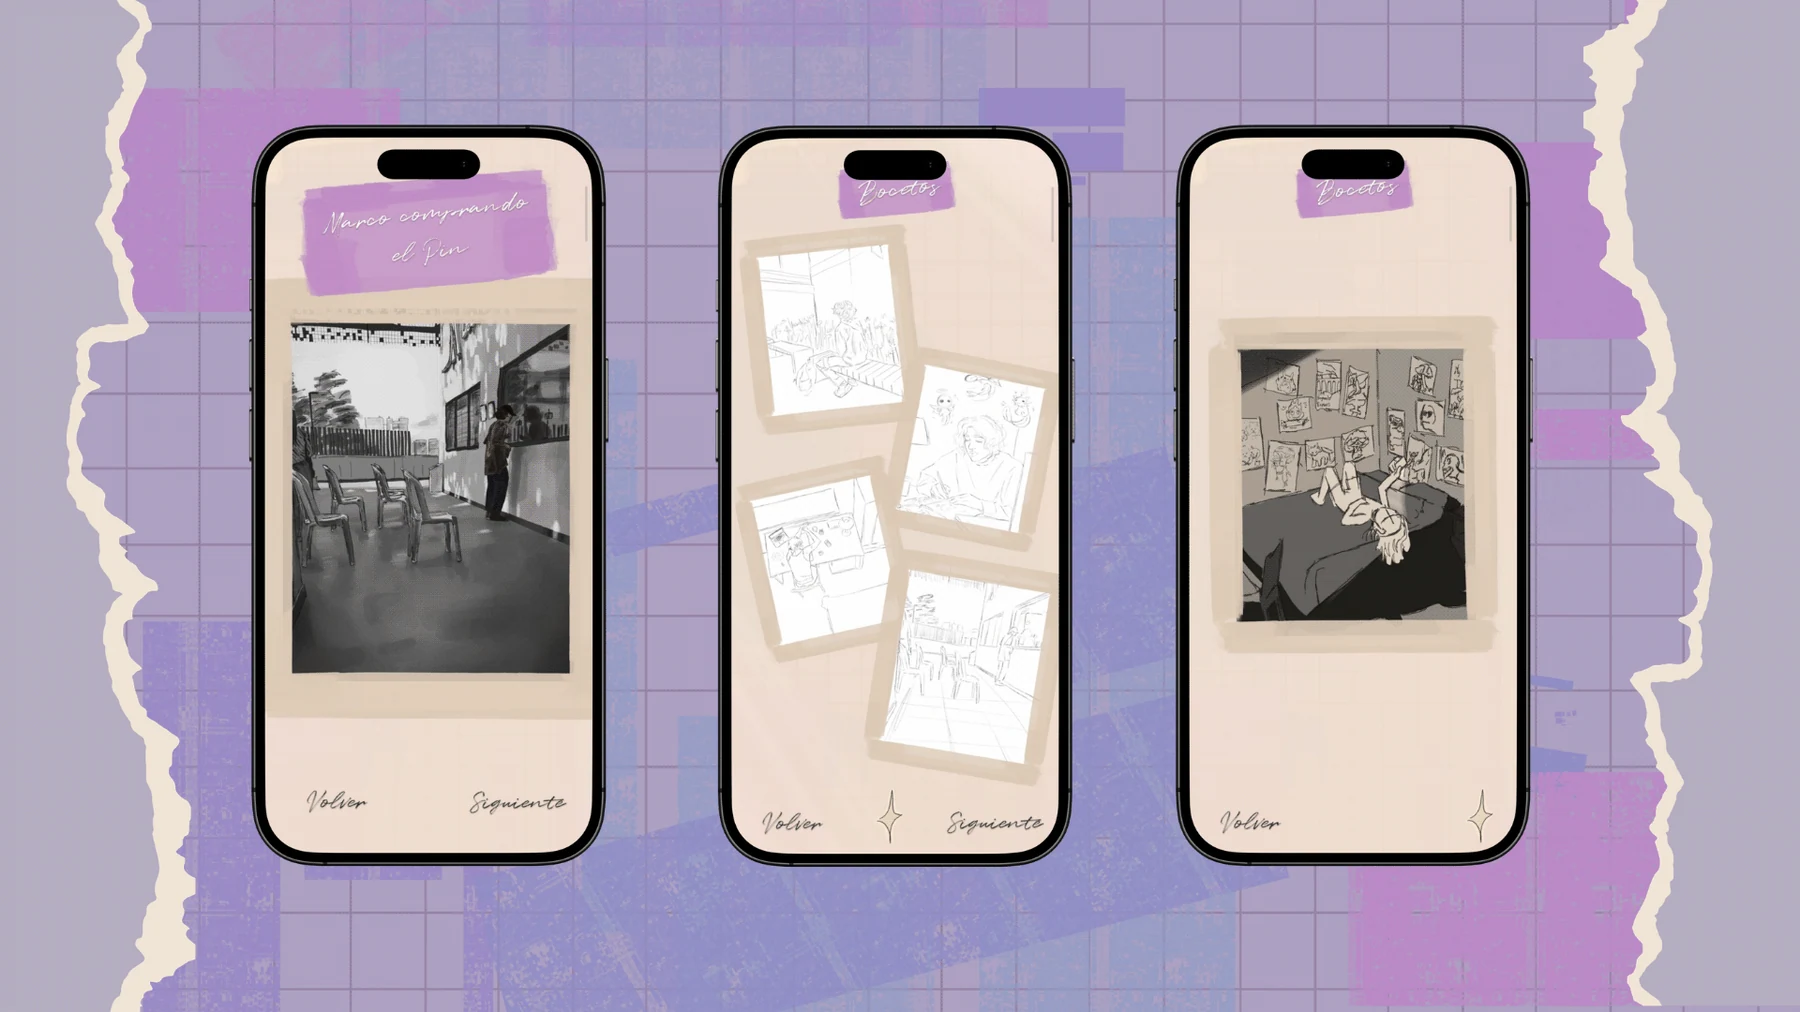 Marco comprando
el Pin
Volver
Siguiente
Bocetos
Volver
Siguiente
Bocetos
Volver